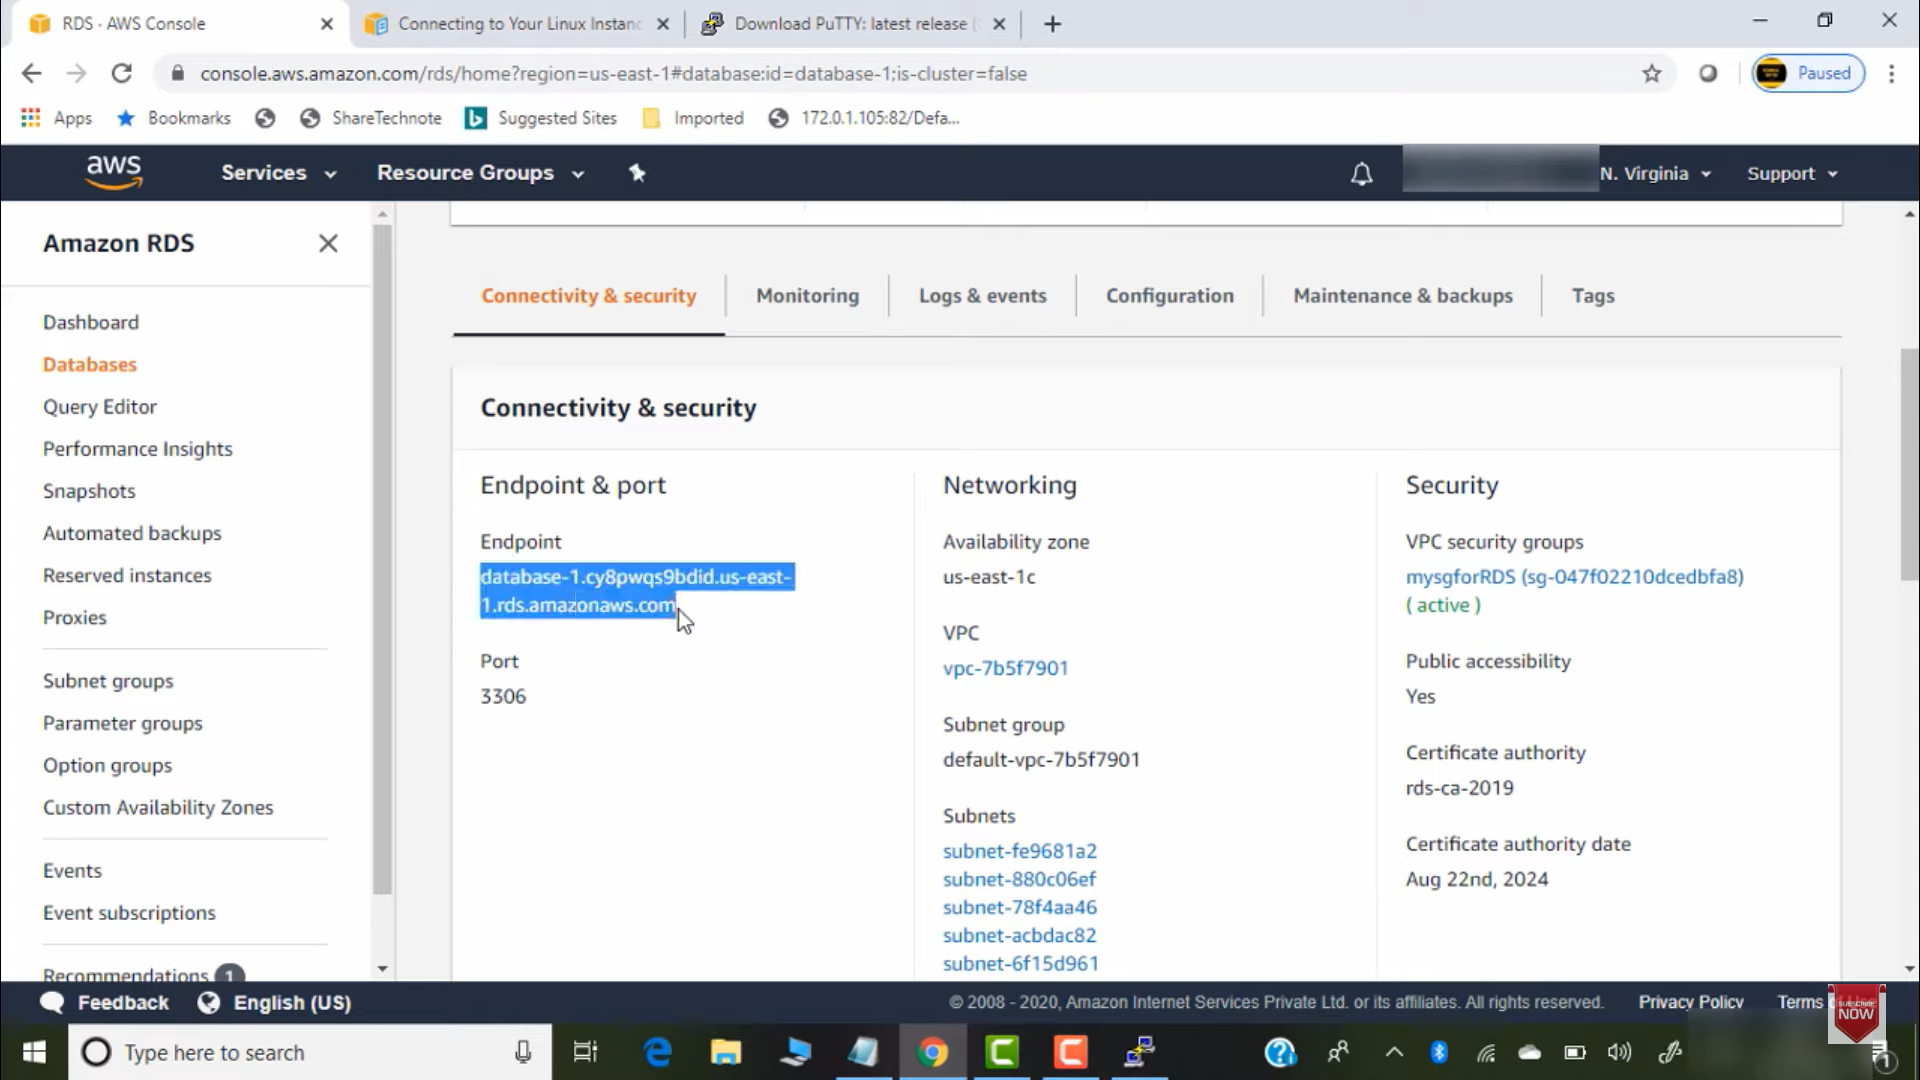 RDS - AWS Console
Connecting to Your Linux Instanc
Download PuTTY: latest release (
console.aws.amazon.com/rds/home?region=us-east-1#database:id=database-1;is-cluster=false
Paused
Apps
Bookmarks
ShareTechnote
Suggested Sites
Imported
172.0.1.105:82/Defa...
aws
Services
Resource Groups
N. Virginia
Support
Amazon RDS
Dashboard
Databases
Query Editor
Performance Insights
Snapshots
Automated backups
Reserved instances
Proxies
Subnet groups
Parameter groups
Option groups
Custom Availability Zones
Events
Event subscriptions
Recommendations 1
Connectivity & security
Monitoring
Logs & events
Configuration
Maintenance & backups
Tags
Connectivity & security
Endpoint & port
Endpoint
database-1.cy8pwqs9bdid.us-east-
1.rds.amazonaws.com
Port
3306
Networking
Availability zone
us-east-1c
VPC
vpc-7b5f7901
Subnet group
default-vpc-7b5f7901
Subnets
subnet-fe9681a2
subnet-880c06ef
subnet-78f4aa46
subnet-acbdac82
subnet-6f15d961
Security
VPC security groups
mysgforRDS (sg-047f02210dcedbfa8)
( active )
Public accessibility
Yes
Certificate authority
rds-ca-2019
Certificate authority date
Aug 22nd, 2024
Feedback
English (US)
© 2008 - 2020, Amazon Internet Services Private Ltd. or its affiliates. All rights reserved.
Privacy Policy
Terms
SUBSCRIBE
NOW
Type here to search
1